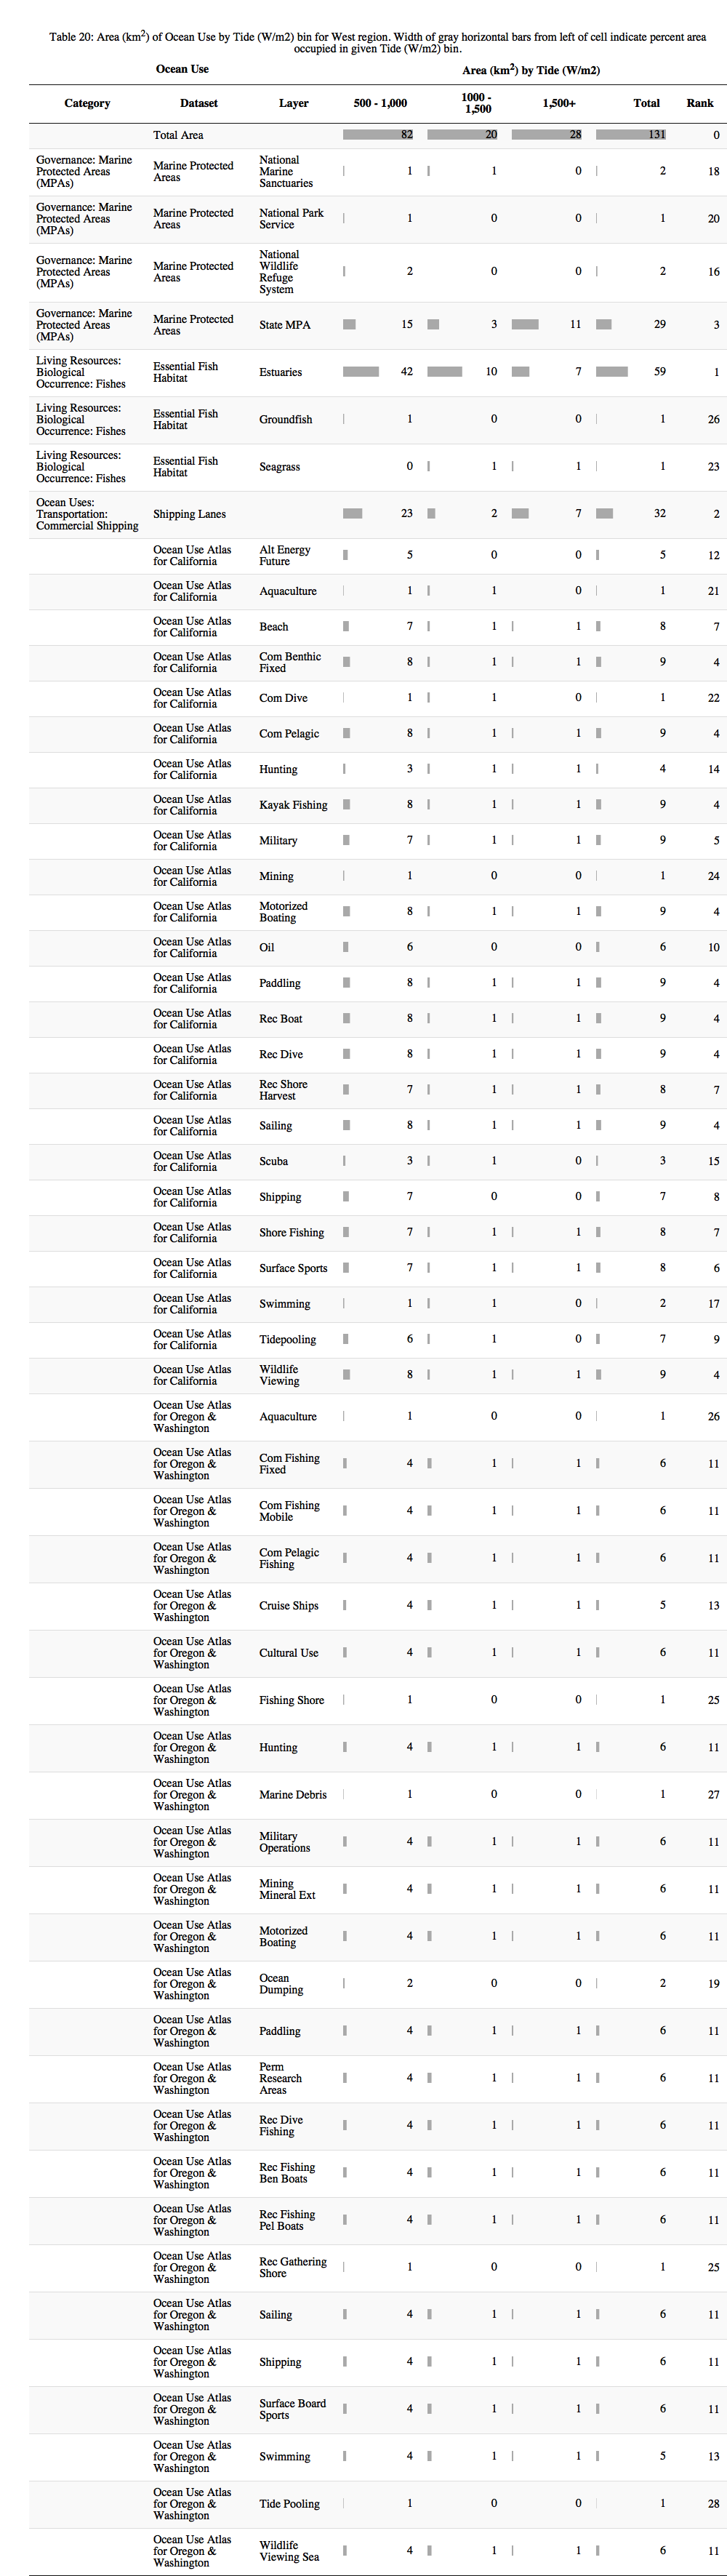 Table 20: Area (km2) of Ocean Use by Tide (W/m2) bin for West region. Width of gray horizontal bars from left of cell indicate percent area
occupied in given Tide (W/m2) bin.
Ocean Use Area (km2) by Tide (W/m2)
Category Dataset Layer 500 - 1,000 1000 - 1,500 1,500+ Total Rank
Total Area 82 20 28 131 0
Governance: Marine Protected Areas (MPAs) Marine Protected Areas National Marine Sanctuaries 1 1 0 2 18
Governance: Marine Protected Areas (MPAs) Marine Protected Areas National Park Service 1 0 0 1 20
Governance: Marine Protected Areas (MPAs) Marine Protected Areas National Wildlife Refuge System 2 0 0 2 16
Governance: Marine Protected Areas (MPAs) Marine Protected Areas State MPA 15 3 11 29 3
Living Resources: Biological Occurrence: Fishes Essential Fish Habitat Estuaries 42 10 7 59 1
Living Resources: Biological Occurrence: Fishes Essential Fish Habitat Groundfish 1 0 0 1 26
Living Resources: Biological Occurrence: Fishes Essential Fish Habitat Seagrass 0 1 1 1 23
Ocean Uses: Transportation: Commercial Shipping Shipping Lanes 23 2 7 32 2
Ocean Use Atlas for California Alt Energy Future 5 0 0 5 12
Ocean Use Atlas for California Aquaculture 1 1 0 1 21
Ocean Use Atlas for California Beach 7 1 1 8 7
Ocean Use Atlas for California Com Benthic Fixed 8 1 1 9 4
Ocean Use Atlas for California Com Dive 1 1 0 1 22
Ocean Use Atlas for California Com Pelagic 8 1 1 9 4
Ocean Use Atlas for California Hunting 3 1 1 4 14
Ocean Use Atlas for California Kayak Fishing 8 1 1 9 4
Ocean Use Atlas for California Military 7 1 1 9 5
Ocean Use Atlas for California Mining 1 0 0 1 24
Ocean Use Atlas for California Motorized Boating 8 1 1 9 4
Ocean Use Atlas for California Oil 6 0 0 6 10
Ocean Use Atlas for California Paddling 8 1 1 9 4
Ocean Use Atlas for California Rec Boat 8 1 1 9 4
Ocean Use Atlas for California Rec Dive 8 1 1 9 4
Ocean Use Atlas for California Rec Shore Harvest 7 1 1 8 7
Ocean Use Atlas for California Sailing 8 1 1 9 4
Ocean Use Atlas for California Scuba 3 1 0 3 15
Ocean Use Atlas for California Shipping 7 0 0 7 8
Ocean Use Atlas for California Shore Fishing 7 1 1 8 7
Ocean Use Atlas for California Surface Sports 7 1 1 8 6
Ocean Use Atlas for California Swimming 1 1 0 2 17
Ocean Use Atlas for California Tidepooling 6 1 0 7 9
Ocean Use Atlas for California Wildlife Viewing 8 1 1 9 4
Ocean Use Atlas for Oregon & Washington Aquaculture 1 0 0 1 26
Ocean Use Atlas for Oregon & Washington Com Fishing Fixed 4 1 1 6 11
Ocean Use Atlas for Oregon & Washington Com Fishing Mobile 4 1 1 6 11
Ocean Use Atlas for Oregon & Washington Com Pelagic Fishing 4 1 1 6 11
Ocean Use Atlas for Oregon & Washington Cruise Ships 4 1 1 5 13
Ocean Use Atlas for Oregon & Washington Cultural Use 4 1 1 6 11
Ocean Use Atlas for Oregon & Washington Fishing Shore 1 0 0 1 25
Ocean Use Atlas for Oregon & Washington Hunting 4 1 1 6 11
Ocean Use Atlas for Oregon & Washington Marine Debris 1 0 0 1 27
Ocean Use Atlas for Oregon & Washington Military Operations 4 1 1 6 11
Ocean Use Atlas for Oregon & Washington Mining Mineral Ext 4 1 1 6 11
Ocean Use Atlas for Oregon & Washington Motorized Boating 4 1 1 6 11
Ocean Use Atlas for Oregon & Washington Ocean Dumping 2 0 0 2 19
Ocean Use Atlas for Oregon & Washington Paddling 4 1 1 6 11
Ocean Use Atlas for Oregon & Washington Perm Research Areas 4 1 1 6 11
Ocean Use Atlas for Oregon & Washington Rec Dive Fishing 4 1 1 6 11
Ocean Use Atlas for Oregon & Washington Rec Fishing Ben Boats 4 1 1 6 11
Ocean Use Atlas for Oregon & Washington Rec Fishing Pel Boats 4 1 1 6 11
Ocean Use Atlas for Oregon & Washington Rec Gathering Shore 1 0 0 1 25
Ocean Use Atlas for Oregon & Washington Sailing 4 1 1 6 11
Ocean Use Atlas for Oregon & Washington Shipping 4 1 1 6 11
Ocean Use Atlas for Oregon & Washington Surface Board Sports 4 1 1 6 11
Ocean Use Atlas for Oregon & Washington Swimming 4 1 1 5 13
Ocean Use Atlas for Oregon & Washington Tide Pooling 1 0 0 1 28
Ocean Use Atlas for Oregon & Washington Wildlife Viewing Sea 4 1 1 6 11